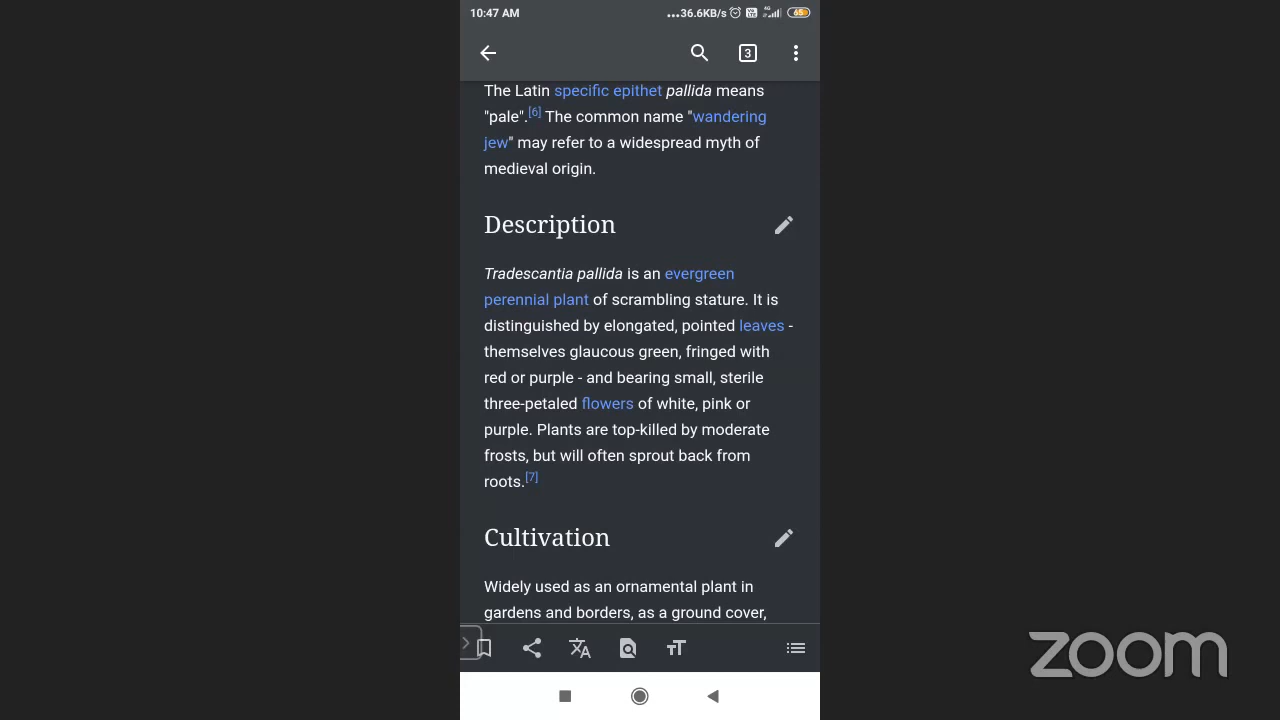 10:47 AM
...36.6KB/s
65
3
The Latin specific epithet pallida means
"pale".[6] The common name "wandering
jew" may refer to a widespread myth of
medieval origin.
Description
Tradescantia pallida is an evergreen
perennial plant of scrambling stature. It is
distinguished by elongated, pointed leaves -
themselves glaucous green, fringed with
red or purple - and bearing small, sterile
three-petaled flowers of white, pink or
purple. Plants are top-killed by moderate
frosts, but will often sprout back from
roots.[7]
Cultivation
Widely used as an ornamental plant in
gardens and borders, as a ground cover,
zoom